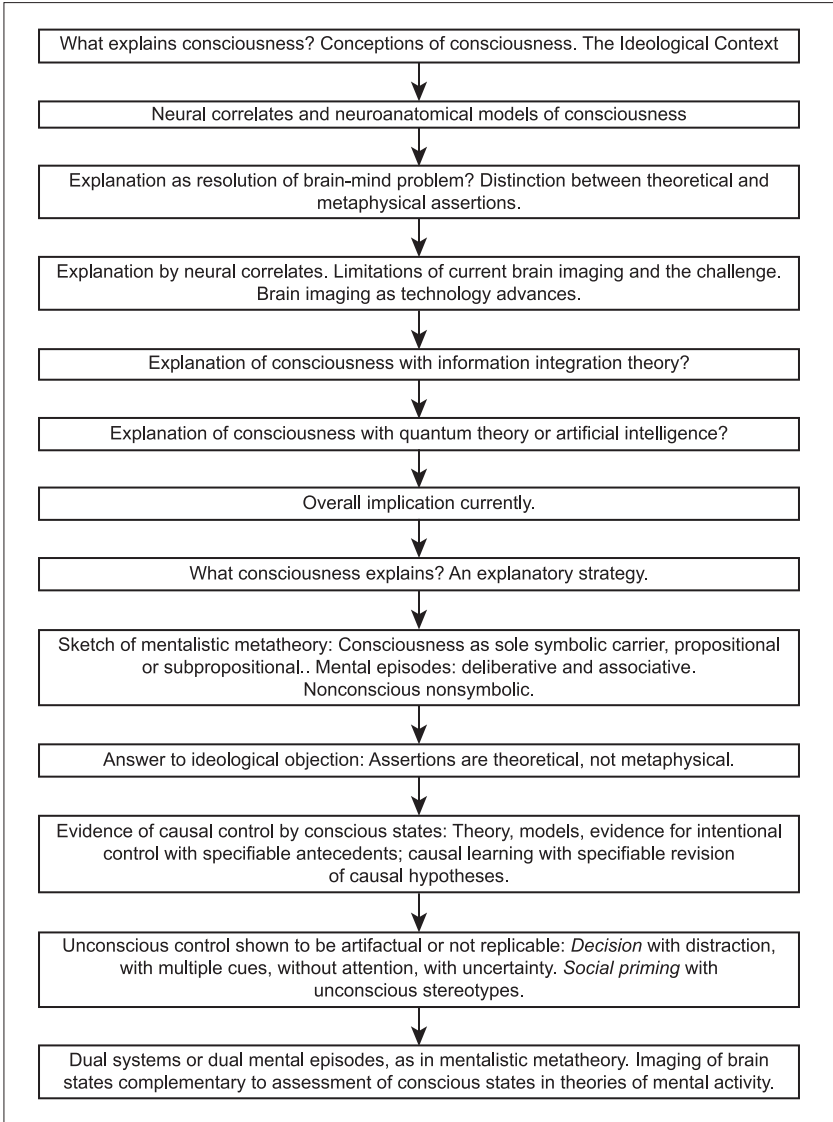 What explains consciousness? Conceptions of consciousness. The Ideological Context
Neural correlates and neuroanatomical models of consciousness
Explanation as resolution of brain-mind problem? Distinction between theoretical and
metaphysical assertions.
Explanation by neural correlates. Limitations of current brain imaging and the challenge.
Brain imaging as technology advances.
Explanation of consciousness with information integration theory?
Explanation of consciousness with quantum theory or artificial intelligence?
Overall implication currently.
What consciousness explains? An explanatory strategy.
Sketch of mentalistic metatheory: Consciousness as sole symbolic carrier, propositional
or subpropositional.. Mental episodes: deliberative and associative.
Nonconscious nonsymbolic.
Answer to ideological objection: Assertions are theoretical, not metaphysical.
Evidence of causal control by conscious states: Theory, models, evidence for intentional
control with specifiable antecedents; causal learning with specifiable revision
of causal hypotheses.
Unconscious control shown to be artifactual or not replicable: Decision with distraction,
with multiple cues, without attention, with uncertainty. Social priming with
unconscious stereotypes.
Dual systems or dual mental episodes, as in mentalistic metatheory. Imaging of brain
states complementary to assessment of conscious states in theories of mental activity.